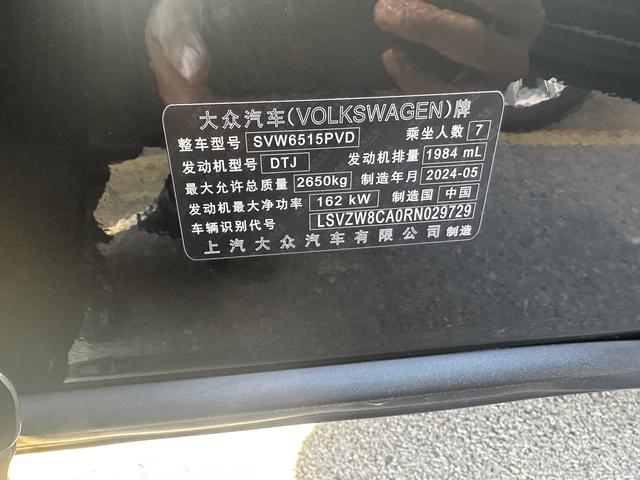 大众汽车(VOLKSWAGEN)牌
整车型号 SVW6515PVD 乘坐人数 7
发动机型号 DTJ 发动机排量 1984 mL
最大允许总质量 2650kg 制造年月 2024-05
发动机最大净功率 162 kW 制造国 中国
车辆识别代号 LSVZW8CA0RN029729
上汽大众汽车有限公司 制造